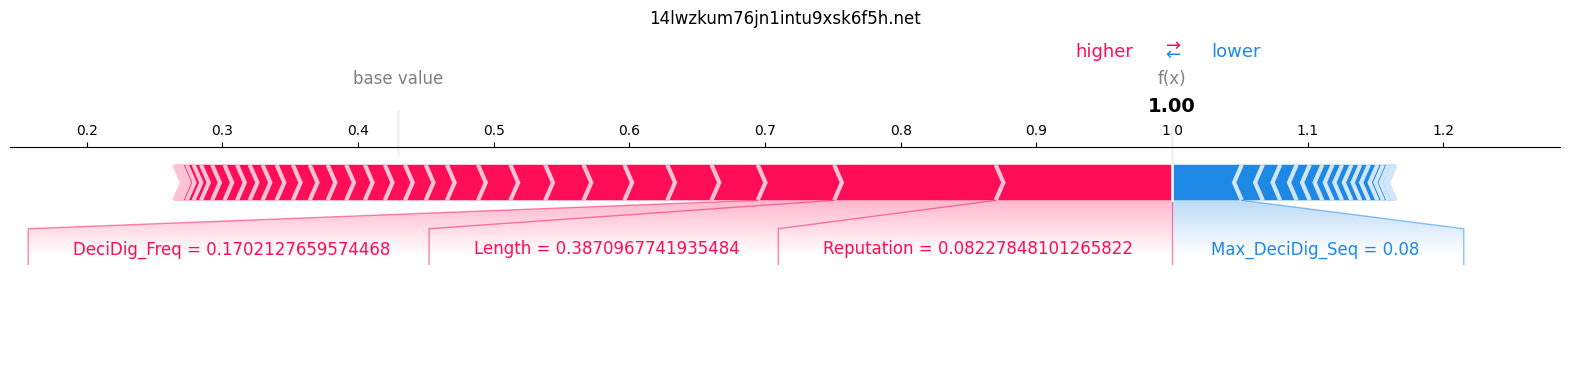 14lwzkum76jn1intu9xsk6f5h.net
higher ⇄ lower
base value f(x)
1.00
0.2 0.3 0.4 0.5 0.6 0.7 0.8 0.9 1.0 1.1 1.2
DeciDig_Freq = 0.1702127659574468 Length = 0.3870967741935484 Reputation = 0.08227848101265822 Max_DeciDig_Seq = 0.08